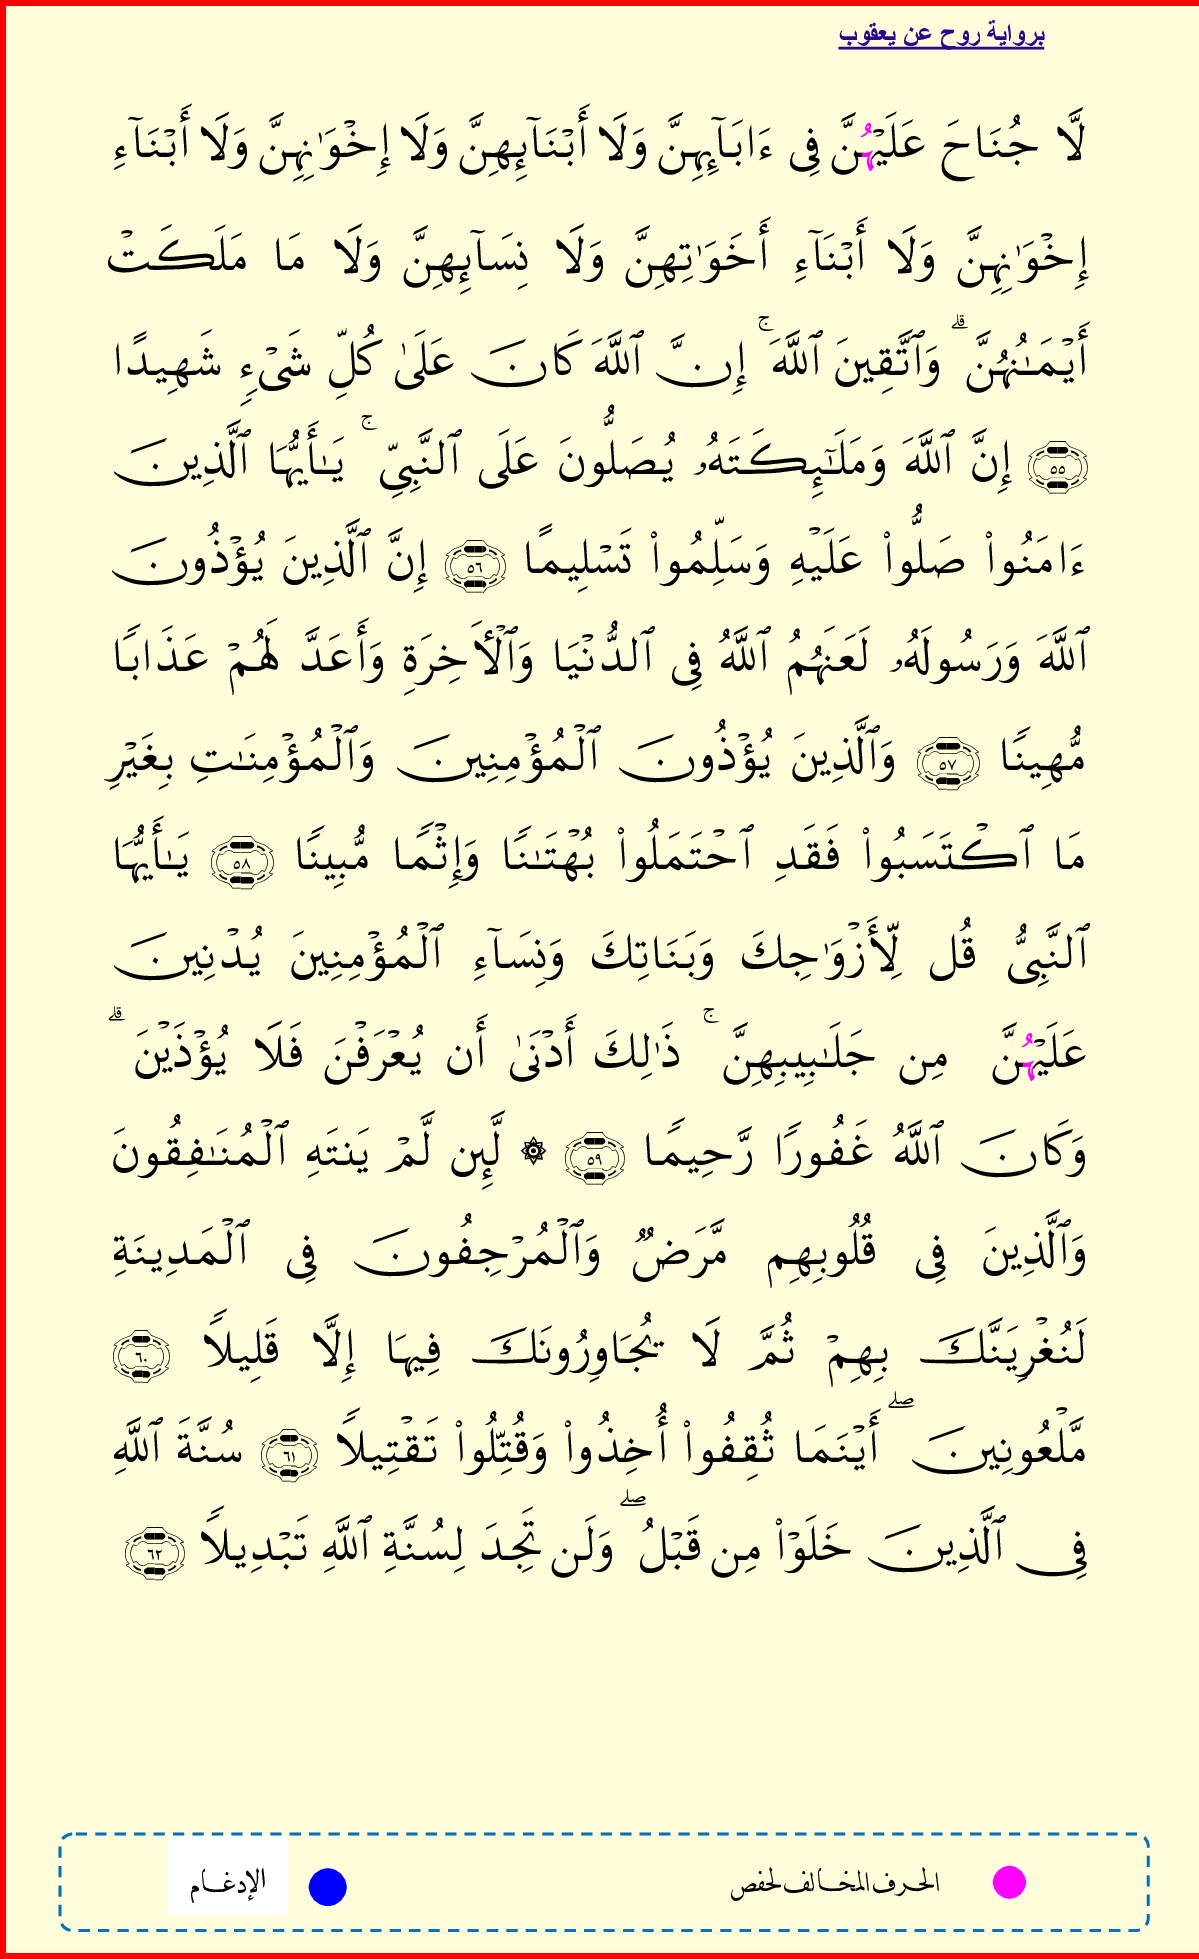 برواية روح عن يعقوب
لَّا جُنَاحَ عَلَيۡهُنَّ فِى ءَابَآئِهِنَّ وَلَا أَبۡنَآئِهِنَّ وَلَا إِخۡوَٰنِهِنَّ وَلَا أَبۡنَآءِ
إِخۡوَٰنِهِنَّ وَلَا أَبۡنَآءِ أَخَوَٰتِهِنَّ وَلَا نِسَآئِهِنَّ وَلَا مَا مَلَكَتۡ
أَيۡمَـٰنُهُنَّ ۗ وَٱتَّقِينَ ٱللَّهَ ۚ إِنَّ ٱللَّهَ كَانَ عَلَىٰ كُلِّ شَىۡءٍ شَهِيدًا
٥٥ إِنَّ ٱللَّهَ وَمَلَـٰٓئِكَتَهُۥ يُصَلُّونَ عَلَى ٱلنَّبِىِّ ۚ يَـٰأَيُّهَا ٱلَّذِينَ
ءَامَنُوا۟ صَلُّوا۟ عَلَيۡهِ وَسَلِّمُوا۟ تَسۡلِيمًا ٥٦ إِنَّ ٱلَّذِينَ يُؤۡذُونَ
ٱللَّهَ وَرَسُولَهُۥ لَعَنَهُمُ ٱللَّهُ فِى ٱلدُّنۡيَا وَٱلۡأَخِرَةِ وَأَعَدَّ لَهُمۡ عَذَابًا
مُّهِينًا ٥٧ وَٱلَّذِينَ يُؤۡذُونَ ٱلۡمُؤۡمِنِينَ وَٱلۡمُؤۡمِنَـٰتِ بِغَيۡرِ
مَا ٱكۡتَسَبُوا۟ فَقَدِ ٱحۡتَمَلُوا۟ بُهۡتَـٰنًا وَإِثۡمًا مُّبِينًا ٥٨ يَـٰأَيُّهَا
ٱلنَّبِىُّ قُل لِّأَزۡوَٰجِكَ وَبَنَاتِكَ وَنِسَآءِ ٱلۡمُؤۡمِنِينَ يُدۡنِينَ
عَلَيۡهُنَّ مِن جَلَـٰبِيبِهِنَّ ۚ ذَٰلِكَ أَدۡنَىٰ أَن يُعۡرَفۡنَ فَلَا يُؤۡذَيۡنَ ۗ
وَكَانَ ٱللَّهُ غَفُورًا رَّحِيمًا ٥٩ ۞ لَّئِن لَّمۡ يَنتَهِ ٱلۡمُنَـٰفِقُونَ
وَٱلَّذِينَ فِى قُلُوبِهِم مَّرَضٌ وَٱلۡمُرۡجِفُونَ فِى ٱلۡمَدِينَةِ
لَنُغۡرِيَنَّكَ بِهِمۡ ثُمَّ لَا يُجَاوِرُونَكَ فِيهَا إِلَّا قَلِيلًا ٦٠
مَّلۡعُونِينَ ۖ أَيۡنَمَا ثُقِفُوا۟ أُخِذُوا۟ وَقُتِّلُوا۟ تَقۡتِيلًا ٦١ سُنَّةَ ٱللَّهِ
فِى ٱلَّذِينَ خَلَوۡا۟ مِن قَبۡلُ ۖ وَلَن تَجِدَ لِسُنَّةِ ٱللَّهِ تَبۡدِيلًا ٦٢
الحرف المخالف لحفص
الإدغام